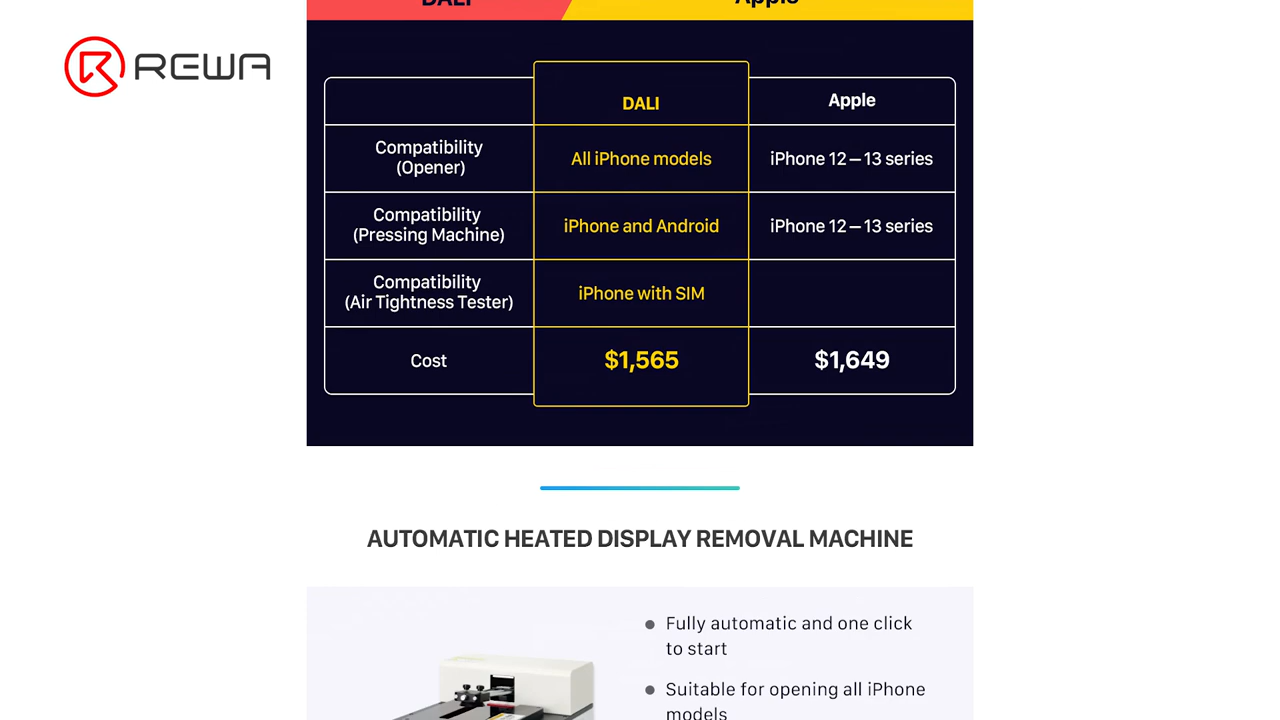 DALI
Apple
REWA
DALI
Apple
Compatibility
(Opener)
All iPhone models
iPhone 12 – 13 series
Compatibility
(Pressing Machine)
iPhone and Android
iPhone 12 – 13 series
Compatibility
(Air Tightness Tester)
iPhone with SIM
Cost
$1,565
$1,649
AUTOMATIC HEATED DISPLAY REMOVAL MACHINE
Fully automatic and one click
to start
Suitable for opening all iPhone
models